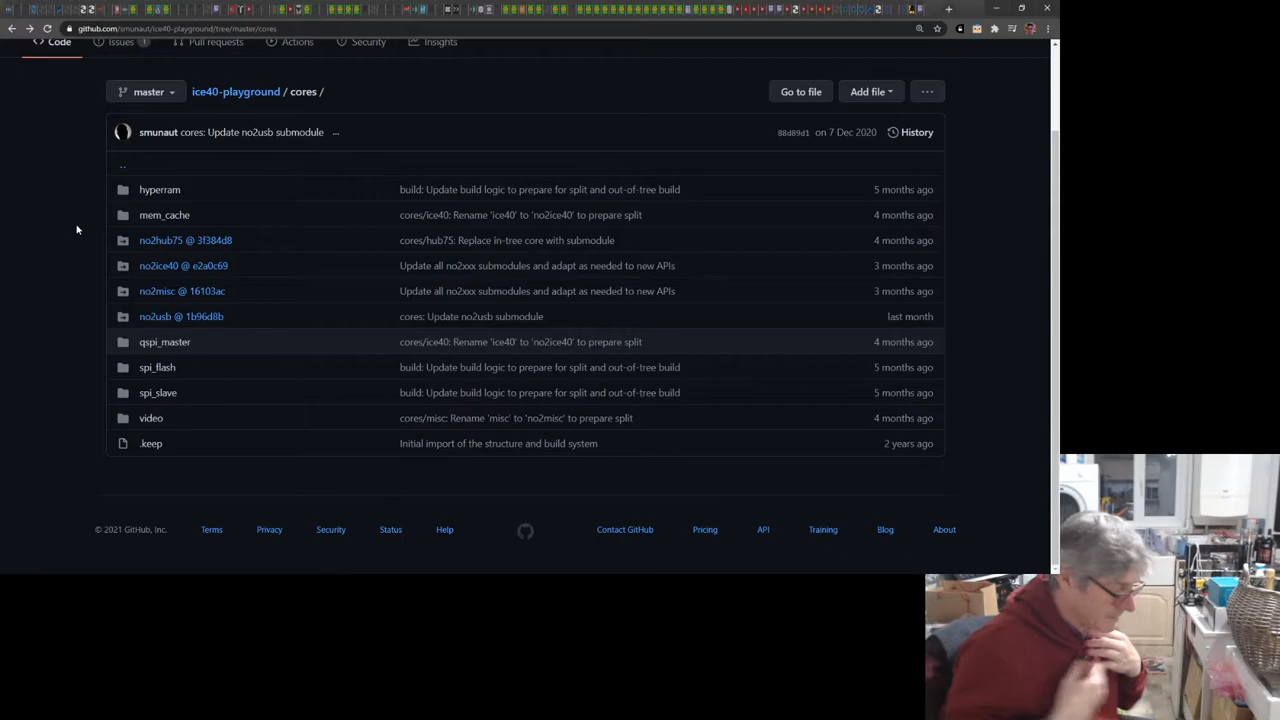 github.com/smunaut/ice40-playground/tree/master/cores
Code Issues 1 Pull requests Actions Security Insights
master ice40-playground / cores / Go to file Add file ...
smunaut cores: Update no2usb submodule ... 88d89d1 on 7 Dec 2020 History
..
hyperram build: Update build logic to prepare for split and out-of-tree build 5 months ago
mem_cache cores/ice40: Rename 'ice40' to 'no2ice40' to prepare split 4 months ago
no2hub75 @ 3f384d8 cores/hub75: Replace in-tree core with submodule 4 months ago
no2ice40 @ e2a0c69 Update all no2xxx submodules and adapt as needed to new APIs 3 months ago
no2misc @ 16103ac Update all no2xxx submodules and adapt as needed to new APIs 3 months ago
no2usb @ 1b96d8b cores: Update no2usb submodule last month
qspi_master cores/ice40: Rename 'ice40' to 'no2ice40' to prepare split 4 months ago
spi_flash build: Update build logic to prepare for split and out-of-tree build 5 months ago
spi_slave build: Update build logic to prepare for split and out-of-tree build 5 months ago
video cores/misc: Rename 'misc' to 'no2misc' to prepare split 4 months ago
.keep Initial import of the structure and build system 2 years ago
© 2021 GitHub, Inc. Terms Privacy Security Status Help Contact GitHub Pricing API Training Blog About